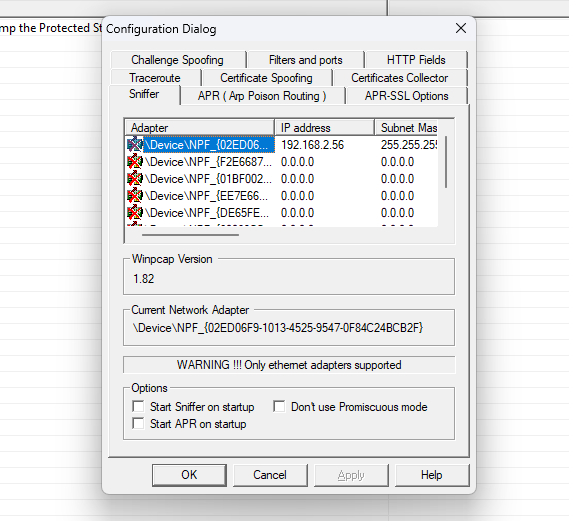 mp the Protected St
Configuration Dialog
Challenge Spoofing Filters and ports HTTP Fields
Traceroute Certificate Spoofing Certificates Collector
Sniffer APR ( Arp Poison Routing ) APR-SSL Options
Adapter IP address Subnet Mas
\Device\NPF_{02ED06... 192.168.2.56 255.255.255
\Device\NPF_{F2E6687... 0.0.0.0 0.0.0.0
\Device\NPF_{01BF002... 0.0.0.0 0.0.0.0
\Device\NPF_{EE7E66... 0.0.0.0 0.0.0.0
\Device\NPF_{DE65FE... 0.0.0.0 0.0.0.0
Winpcap Version
1.82
Current Network Adapter
\Device\NPF_{02ED06F9-1013-4525-9547-0F84C24BCB2F}
WARNING !!! Only ethernet adapters supported
Options
Start Sniffer on startup Don't use Promiscuous mode
Start APR on startup
OK Cancel Apply Help